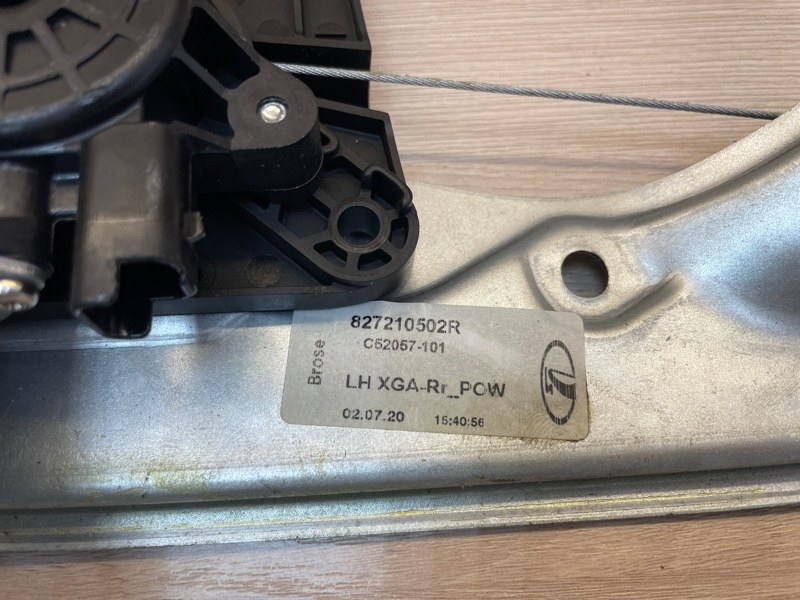 827210502R
C52057-101
Brose
LH XGA-Rr_POW
02.07.20 15:40:56